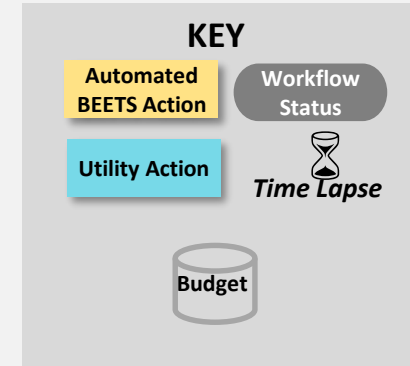 KEY
Automated
BEETS Action
Workflow
Status
Utility Action
Time Lapse
Budget